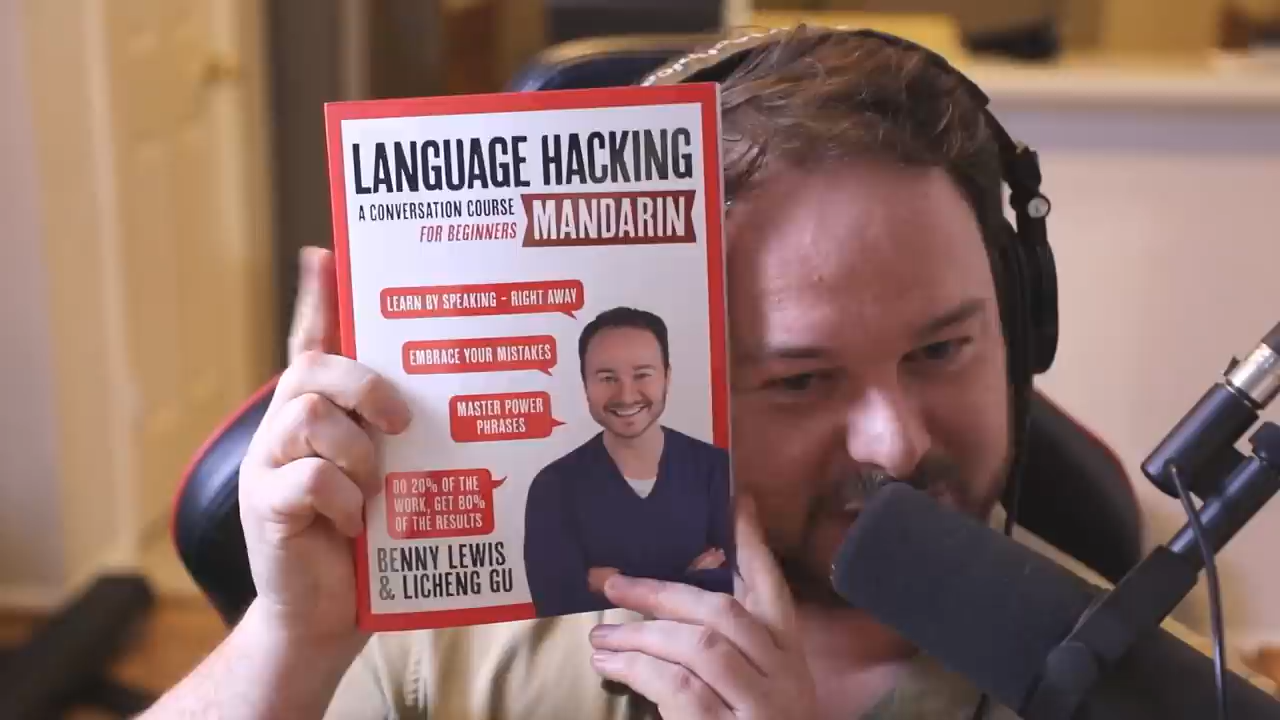 LANGUAGE HACKING
A CONVERSATION COURSE
FOR BEGINNERS
MANDARIN
LEARN BY SPEAKING – RIGHT AWAY
EMBRACE YOUR MISTAKES
MASTER POWER
PHRASES
DO 20% OF THE
WORK, GET 80%
OF THE RESULTS
BENNY LEWIS
& LICHENG GU